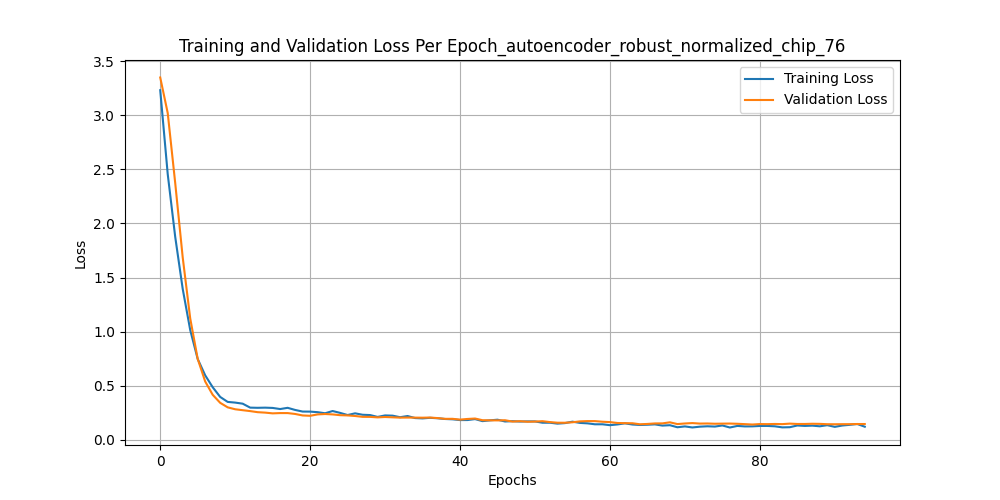 Training and Validation Loss Per Epoch_autoencoder_robust_normalized_chip_76
Training Loss
Validation Loss
3.5
3.0
2.5
2.0
1.5
1.0
0.5
0.0
Loss
0 20 40 60 80
Epochs